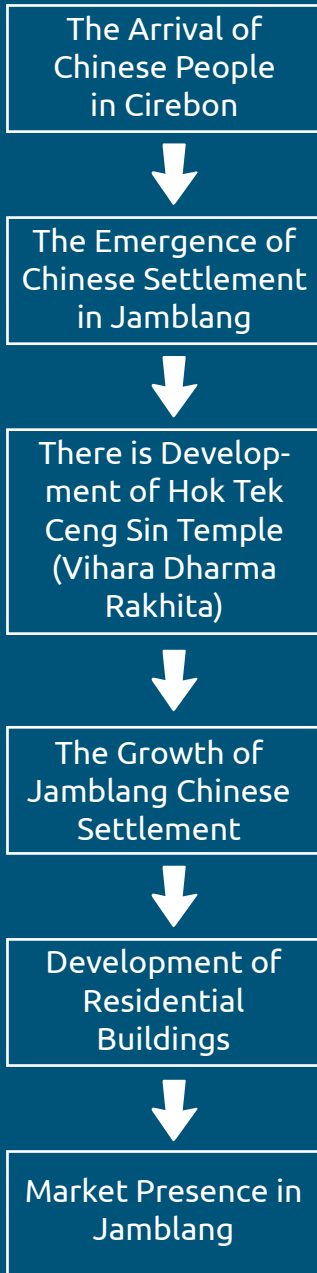 The Arrival of
Chinese People
in Cirebon
The Emergence of
Chinese Settlement
in Jamblang
There is Develop-
ment of Hok Tek
Ceng Sin Temple
(Vihara Dharma
Rakhita)
The Growth of
Jamblang Chinese
Settlement
Development of
Residential
Buildings
Market Presence in
Jamblang